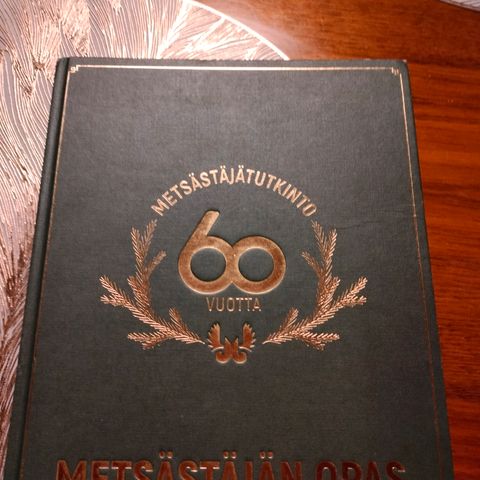 METSÄSTÄJÄTUTKINTO
60
VUOTTA
METSÄSTÄJÄN OPAS